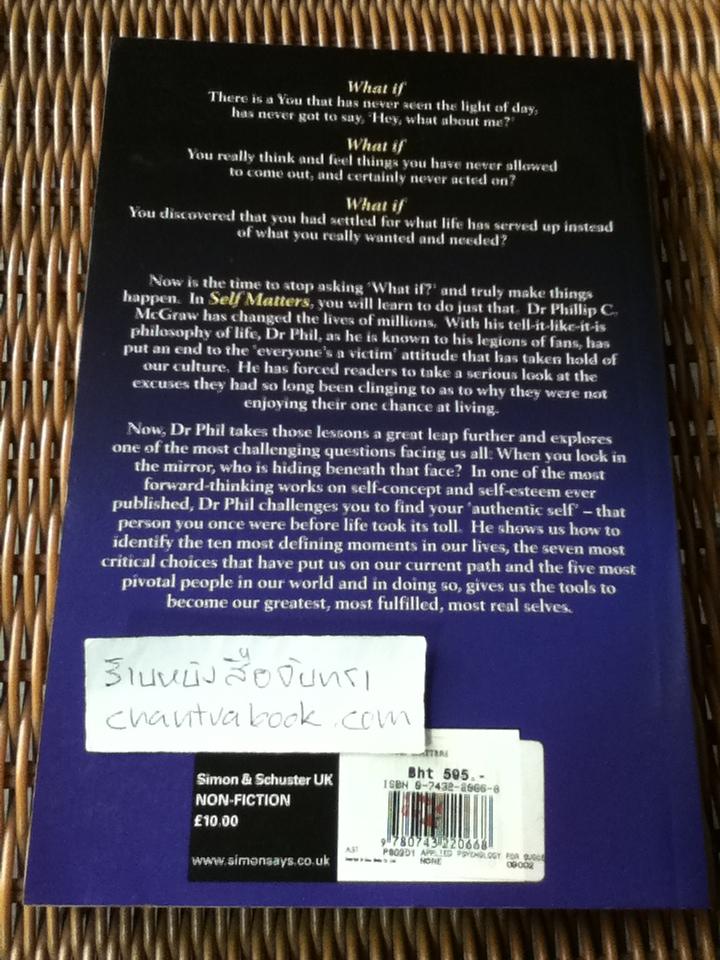 What if
There is a You that has never seen the light of day,
has never got to say, 'Hey, what about me?'
What if
You really think and feel things you have never allowed
to come out, and certainly never acted on?
What if
You discovered that you had settled for what life has served up instead
of what you really wanted and needed?
Now is the time to stop asking 'What if?' and truly make things
happen. In Self Matters, you will learn to do just that. Dr Phillip C.
McGraw has changed the lives of millions. With his tell-it-like-it-is
philosophy of life, Dr Phil, as he is known to his legions of fans, has
put an end to the 'everyone's a victim' attitude that has taken hold of
our culture. He has forced readers to take a serious look at the
excuses they had so long been clinging to as to why they were not
enjoying their one chance at living.
Now, Dr Phil takes those lessons a great leap further and explores
one of the most challenging questions facing us all: When you look in
the mirror, who is hiding beneath that face? In one of the most
forward-thinking works on self-concept and self-esteem ever
published, Dr Phil challenges you to find your 'authentic self' – that
person you once were before life took its toll. He shows us how to
identify the ten most defining moments in our lives, the seven most
critical choices that have put us on our current path and the five most
pivotal people in our world and in doing so, gives us the tools to
become our greatest, most fulfilled, most real selves.
ร้านหนังสือจันทรา
chantrabook.com
Simon & Schuster UK
NON-FICTION
£10.00
www.simonsays.co.uk
MATTERS
Bht 595.-
ISBN 0-7432-2066-8
9 780743 220668
AST P80901 APPLIED PSYCHOLOGY FOR
NONE 09002